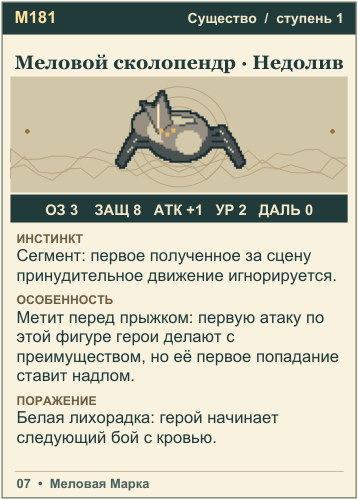 M181
Существо / ступень 1
Меловой сколопендр · Недолив
ОЗ 3 ЗАЩ 8 АТК +1 УР 2 ДАЛЬ 0
ИНСТИНКТ
Сегмент: первое полученное за сцену
принудительное движение игнорируется.
ОСОБЕННОСТЬ
Метит перед прыжком: первую атаку по
этой фигуре герои делают с
преимуществом, но её первое попадание
ставит надлом.
ПОРАЖЕНИЕ
Белая лихорадка: герой начинает
следующий бой с кровью.
07 • Меловая Марка